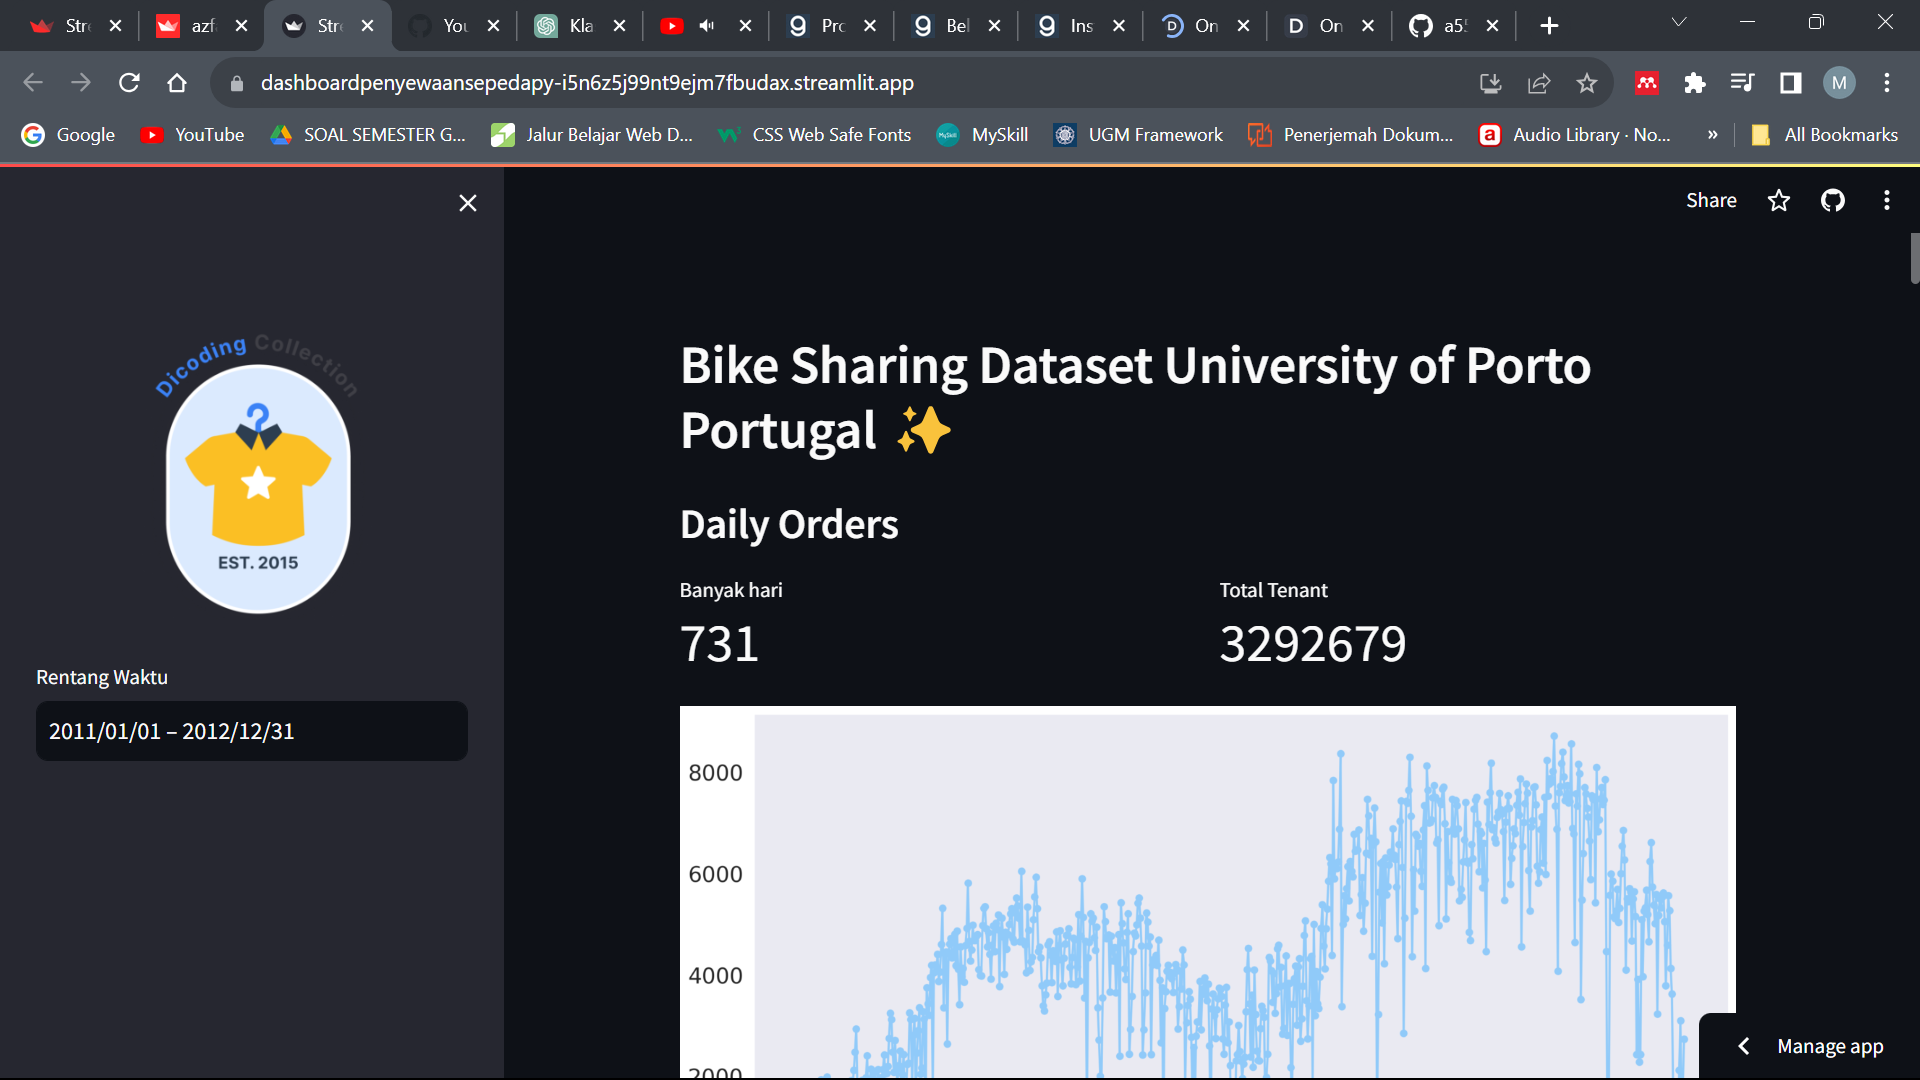 Str
azf
Str
You
Kla
Pro
Bel
Ins
On
On
a5
dashboardpenyewaansepedapy-i5n6z5j99nt9ejm7fbudax.streamlit.app
M
Google
YouTube
SOAL SEMESTER G...
Jalur Belajar Web D...
CSS Web Safe Fonts
MySkill
UGM Framework
Penerjemah Dokum...
Audio Library · No...
»
All Bookmarks
Share
Dicoding Collection
EST. 2015
Rentang Waktu
2011/01/01 – 2012/12/31
Bike Sharing Dataset University of Porto
Portugal ✨
Daily Orders
Banyak hari
731
Total Tenant
3292679
8000
6000
4000
2000
Manage app